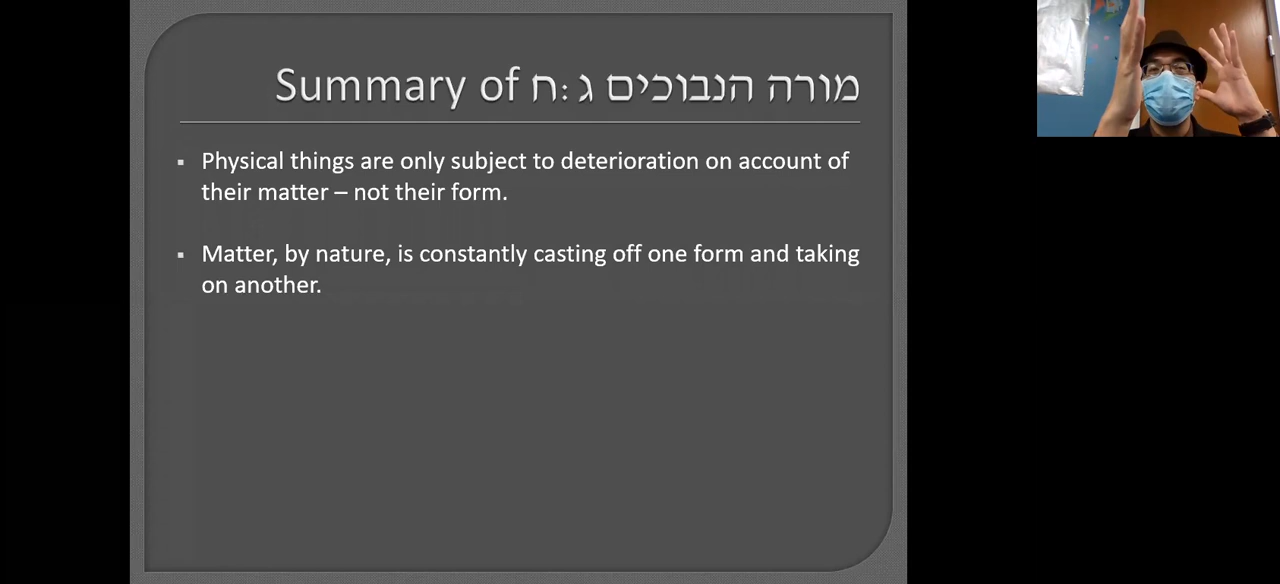 Summary of מורה הנבוכים ג :ח
Physical things are only subject to deterioration on account of
their matter – not their form.
Matter, by nature, is constantly casting off one form and taking
on another.